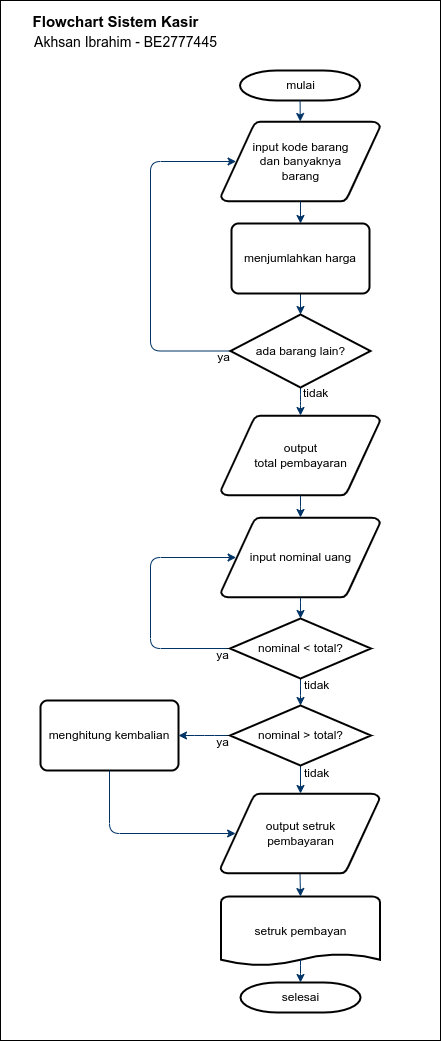 Flowchart Sistem Kasir
Akhsan Ibrahim - BE2777445
mulai
input kode barang
dan banyaknya
barang
menjumlahkan harga
ada barang lain?
ya
tidak
output
total pembayaran
input nominal uang
nominal < total?
ya
tidak
nominal > total?
ya
menghitung kembalian
tidak
output setruk
pembayaran
setruk pembayan
selesai